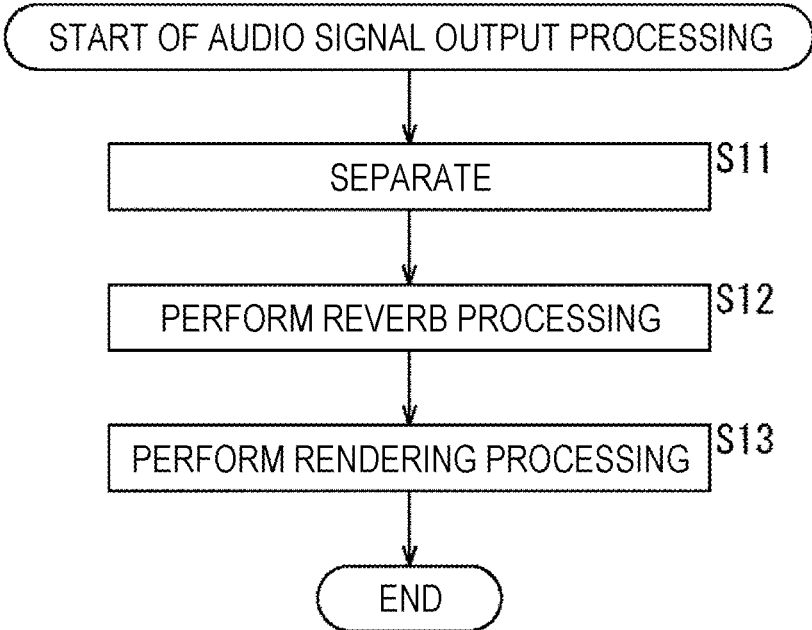 START OF AUDIO SIGNAL OUTPUT PROCESSING
S11
SEPARATE
S12
PERFORM REVERB PROCESSING
S13
PERFORM RENDERING PROCESSING
END